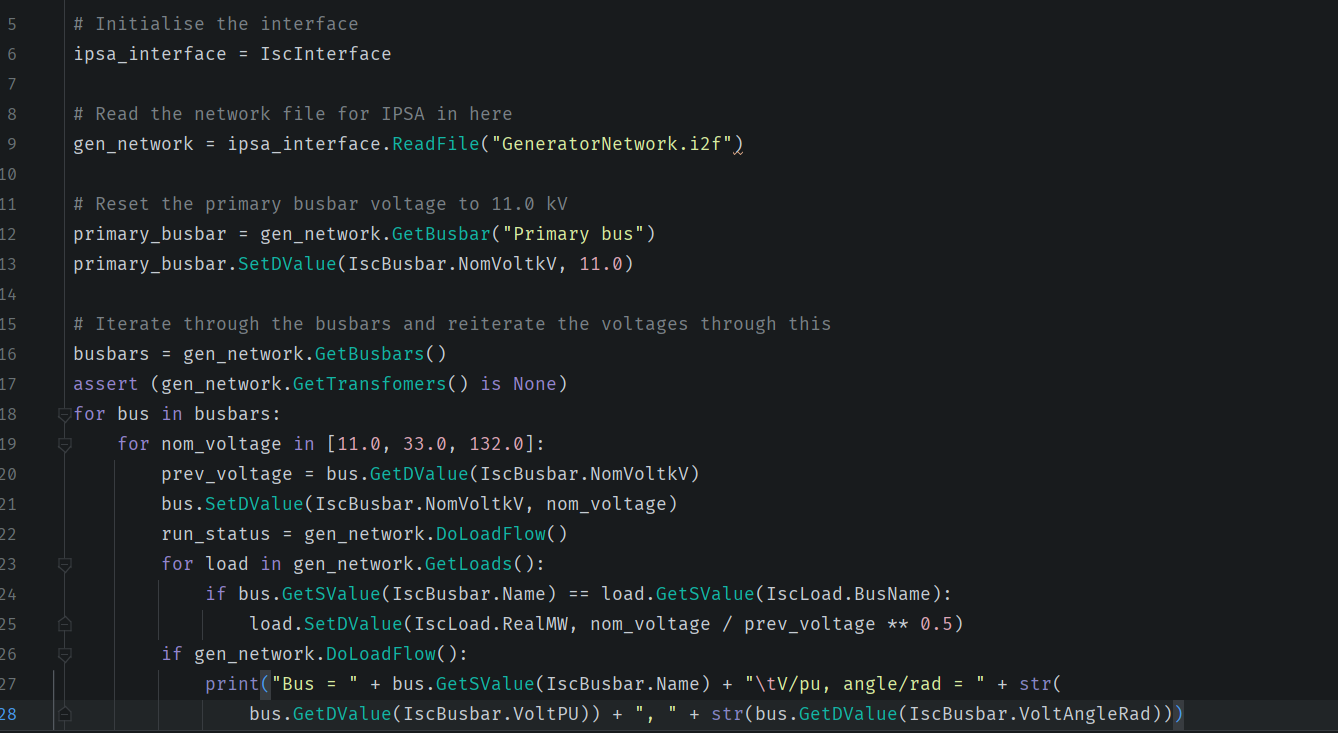 5 # Initialise the interface
6 ipsa_interface = IscInterface
7
8 # Read the network file for IPSA in here
9 gen_network = ipsa_interface.ReadFile("GeneratorNetwork.i2f")
10
11 # Reset the primary busbar voltage to 11.0 kV
12 primary_busbar = gen_network.GetBusbar("Primary bus")
13 primary_busbar.SetDValue(IscBusbar.NomVoltkV, 11.0)
14
15 # Iterate through the busbars and reiterate the voltages through this
16 busbars = gen_network.GetBusbars()
17 assert (gen_network.GetTransfomers() is None)
18 for bus in busbars:
19     for nom_voltage in [11.0, 33.0, 132.0]:
20         prev_voltage = bus.GetDValue(IscBusbar.NomVoltkV)
21         bus.SetDValue(IscBusbar.NomVoltkV, nom_voltage)
22         run_status = gen_network.DoLoadFlow()
23         for load in gen_network.GetLoads():
24             if bus.GetSValue(IscBusbar.Name) == load.GetSValue(IscLoad.BusName):
25                 load.SetDValue(IscLoad.RealMW, nom_voltage / prev_voltage ** 0.5)
26         if gen_network.DoLoadFlow():
27             print("Bus = " + bus.GetSValue(IscBusbar.Name) + "\tV/pu, angle/rad = " + str(
28                 bus.GetDValue(IscBusbar.VoltPU)) + ", " + str(bus.GetDValue(IscBusbar.VoltAngleRad)))